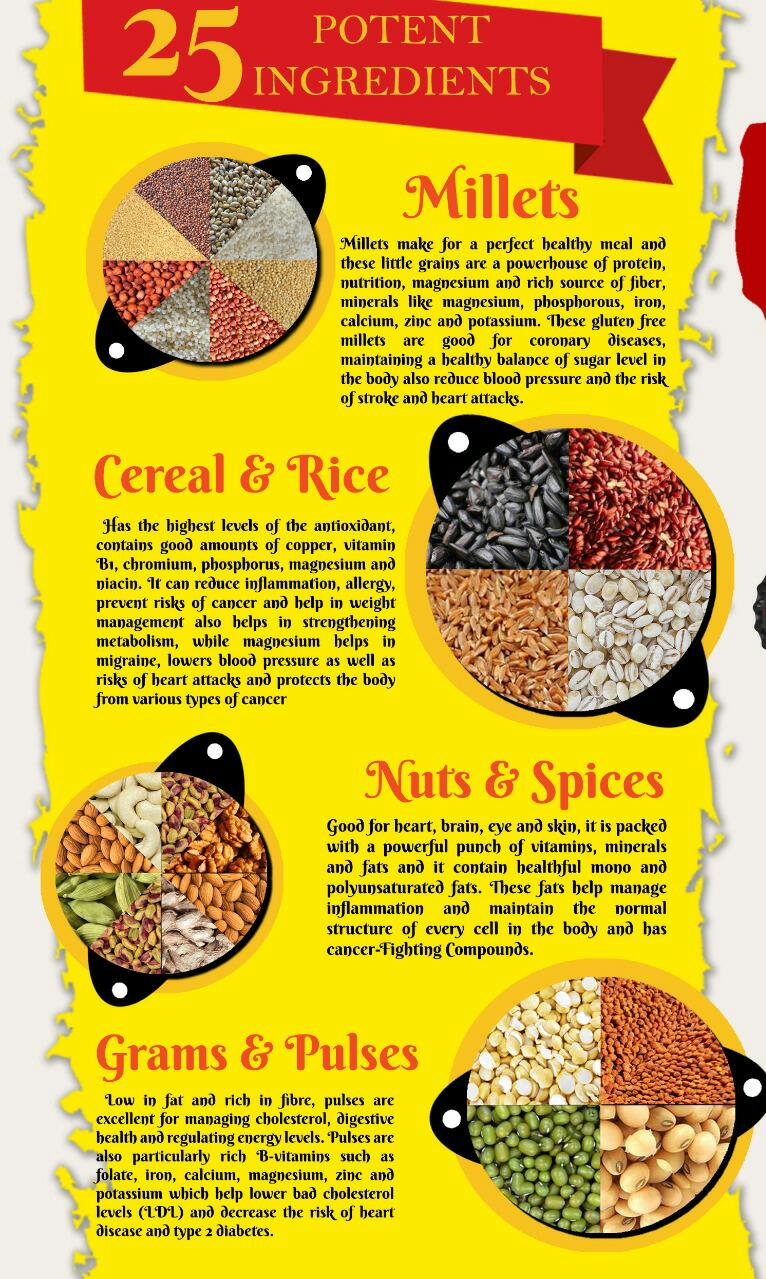 25 POTENT
INGREDIENTS
Millets
Millets make for a perfect healthy meal and
these little grains are a powerhouse of protein,
nutrition, magnesium and rich source of fiber,
minerals like magnesium, phosphorous, iron,
calcium, zinc and potassium. These gluten free
millets are good for coronary diseases,
maintaining a healthy balance of sugar level in
the body also reduce blood pressure and the risk
of stroke and heart attacks.
Cereal & Rice
Has the highest levels of the antioxidant,
contains good amounts of copper, vitamin
B1, chromium, phosphorus, magnesium and
niacin. It can reduce inflammation, allergy,
prevent risks of cancer and help in weight
management also helps in strengthening
metabolism, while magnesium helps in
migraine, lowers blood pressure as well as
risks of heart attacks and protects the body
from various types of cancer
Nuts & Spices
Good for heart, brain, eye and skin, it is packed
with a powerful punch of vitamins, minerals
and fats and it contain healthful mono and
polyunsaturated fats. These fats help manage
inflammation and maintain the normal
structure of every cell in the body and has
cancer-Fighting Compounds.
Grams & Pulses
Low in fat and rich in fibre, pulses are
excellent for managing cholesterol, digestive
health and regulating energy levels. Pulses are
also particularly rich B-vitamins such as
folate, iron, calcium, magnesium, zinc and
potassium which help lower bad cholesterol
levels (LDL) and decrease the risk of heart
disease and type 2 diabetes.